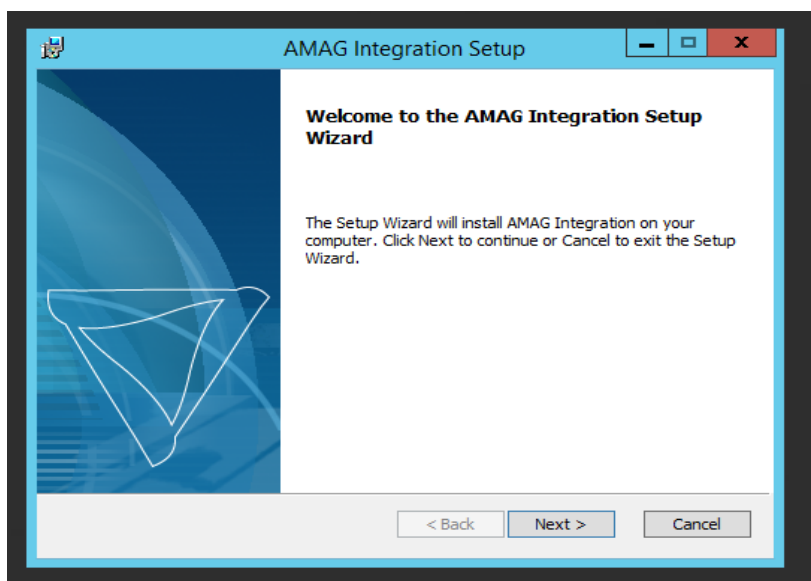 AMAG Integration Setup
Welcome to the AMAG Integration Setup
Wizard
The Setup Wizard will install AMAG Integration on your
computer. Click Next to continue or Cancel to exit the Setup
Wizard.
< Back Next > Cancel